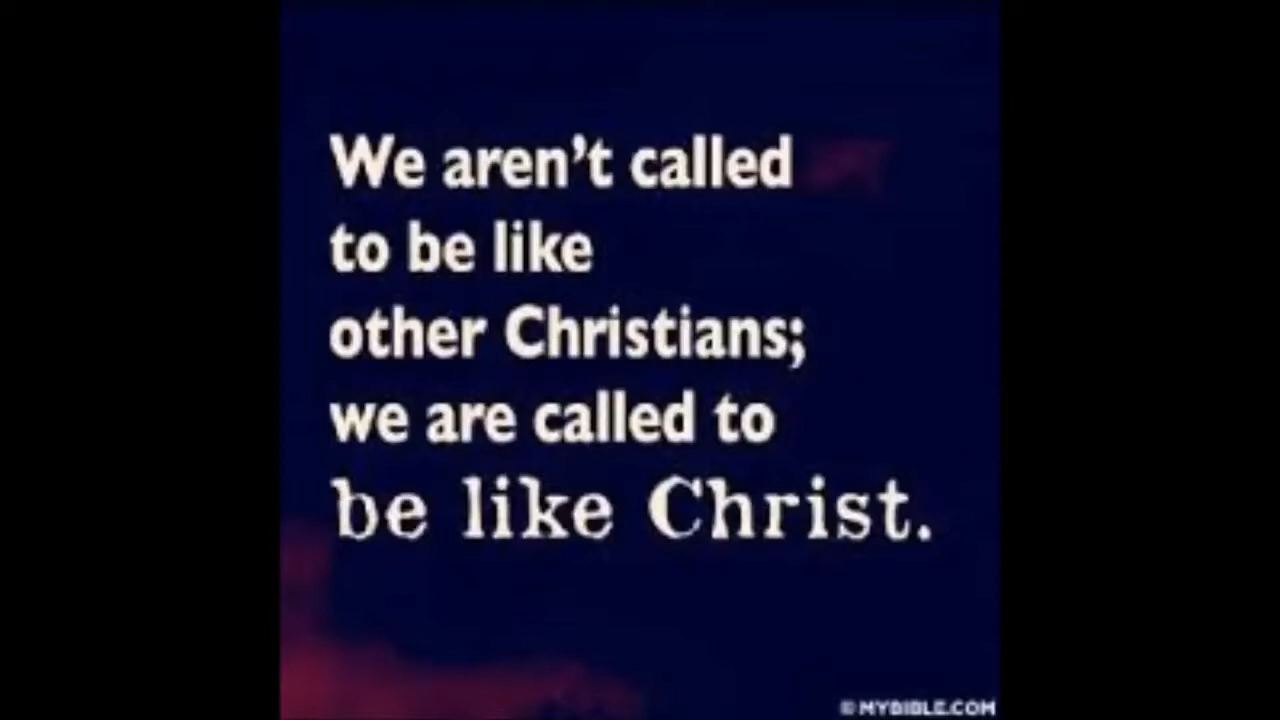 We aren’t called
to be like
other Christians;
we are called to
be like Christ.
© MYBIBLE.COM